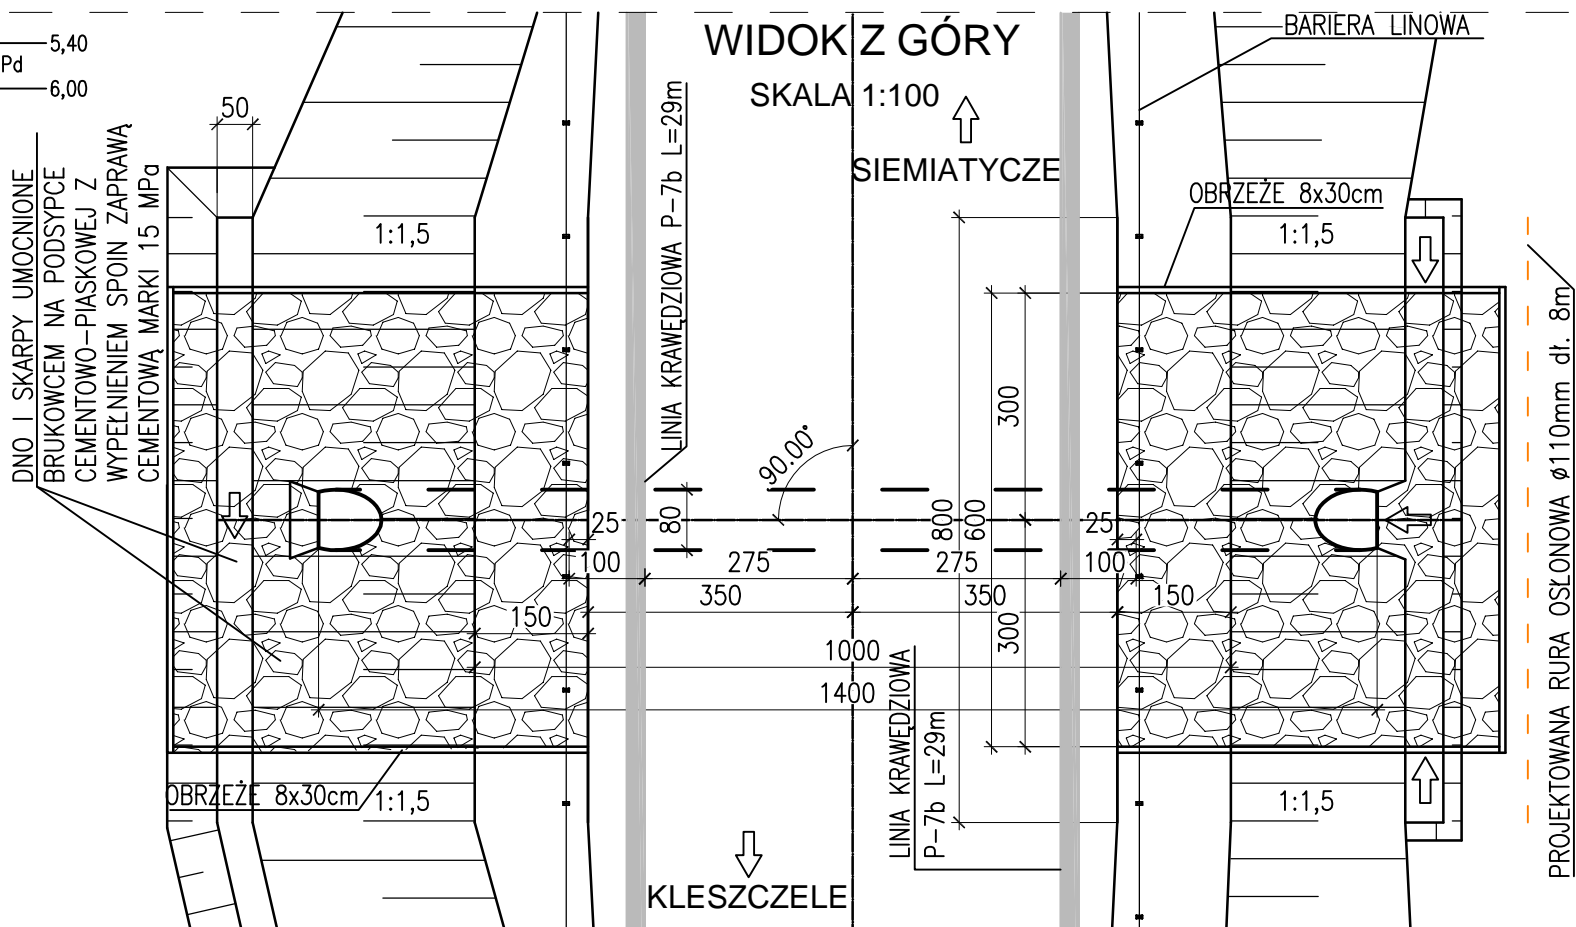 5,40
Pd
6,00
WIDOK Z GÓRY
SKALA 1:100
SIEMIATYCZE
BARIERA LINOWA
50
DNO I SKARPY UMOCNIONE
BRUKOWCEM NA PODSYPCE
CEMENTOWO-PIASKOWEJ Z
WYPEŁNIENIEM SPOIN ZAPRAWĄ
CEMENTOWĄ MARKI 15 MPa
LINIA KRAWĘDZIOWA P-7b L=29m
OBRZEŻE 8x30cm
1:1,5
1:1,5
300
90.00°
800
600
80
25
25
100
275
275
100
350
350
150
150
300
1000
1400
LINIA KRAWĘDZIOWA
P-7b L=29m
OBRZEŻE 8x30cm
1:1,5
1:1,5
KLESZCZELE
PROJEKTOWANA RURA OSŁONOWA ø110mm dł. 8m